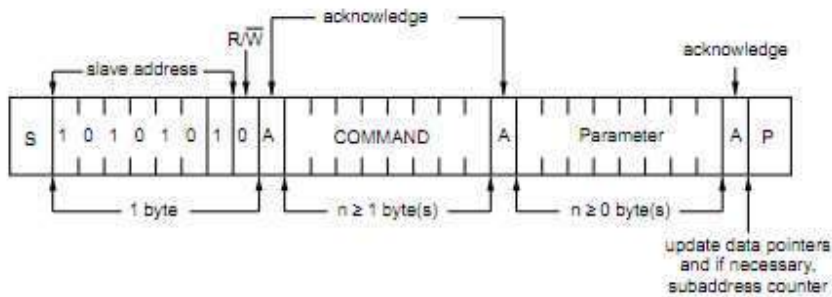 acknowledge
R/W̅
acknowledge
slave address
S 1 0 1 0 1 0 1 0 A COMMAND A Parameter A P
1 byte
n ≥ 1 byte(s)
n ≥ 0 byte(s)
update data pointers
and if necessary,
subaddress counter